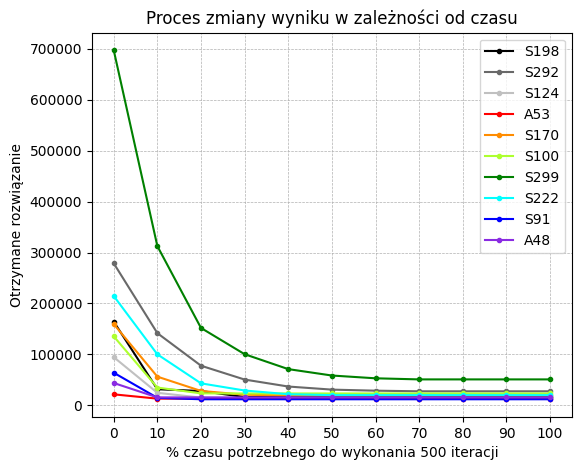 Proces zmiany wyniku w zależności od czasu
Otrzymane rozwiązanie
700000
600000
500000
400000
300000
200000
100000
0
S198
S292
S124
A53
S170
S100
S299
S222
S91
A48
0 10 20 30 40 50 60 70 80 90 100
% czasu potrzebnego do wykonania 500 iteracji